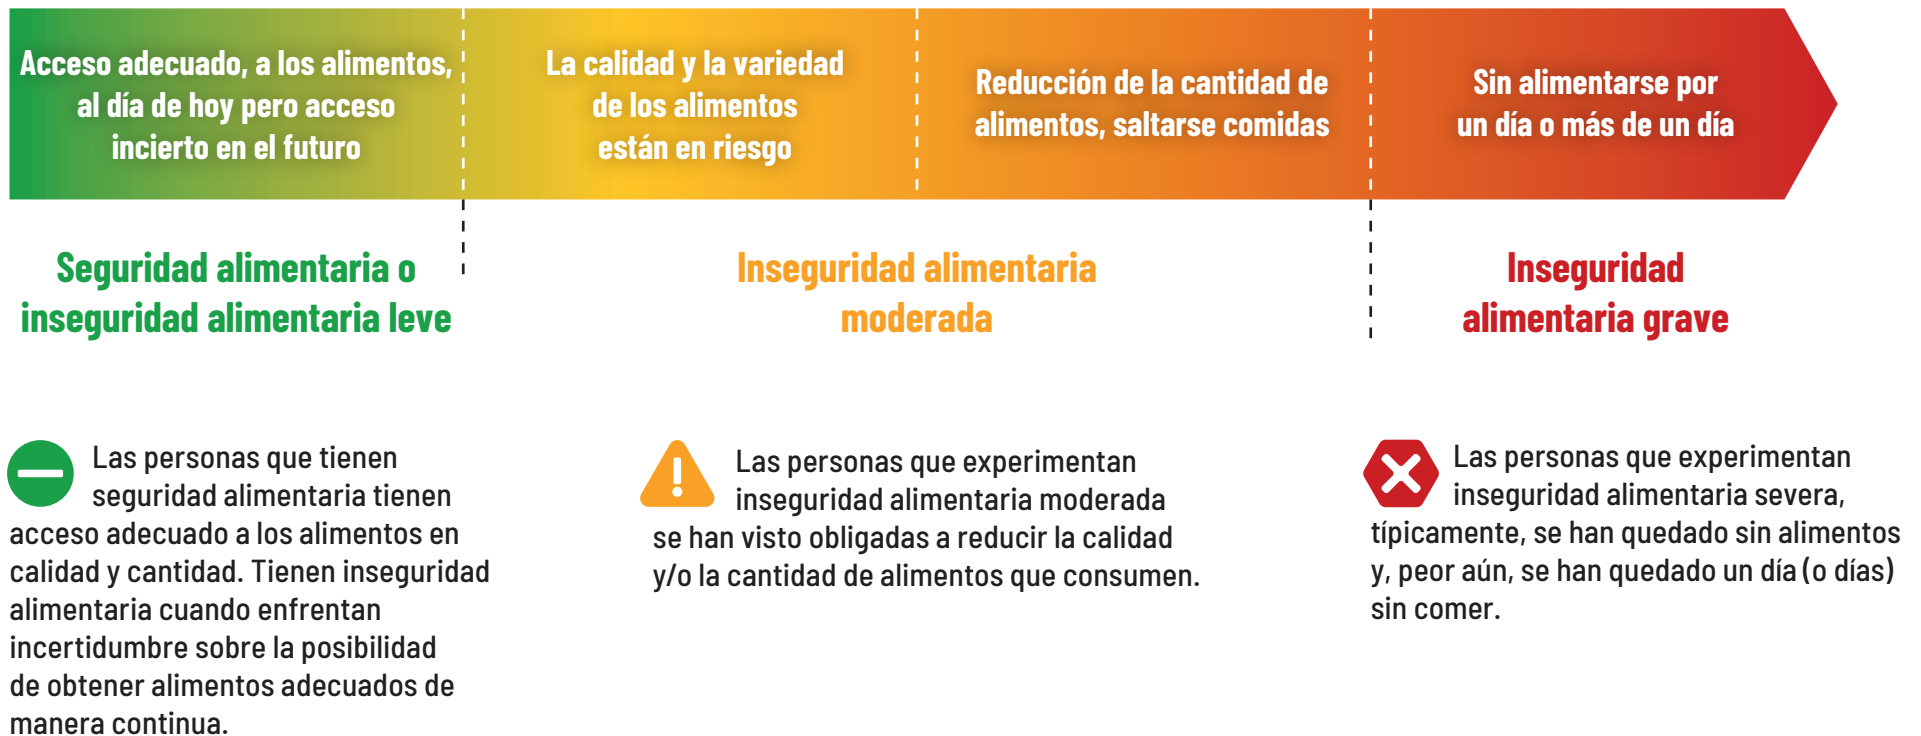 Acceso adecuado, a los alimentos,
al día de hoy pero acceso
incierto en el futuro
La calidad y la variedad
de los alimentos
están en riesgo
Reducción de la cantidad de
alimentos, saltarse comidas
Sin alimentarse por
un día o más de un día
Seguridad alimentaria o
inseguridad alimentaria leve
Inseguridad alimentaria
moderada
Inseguridad
alimentaria grave
Las personas que tienen
seguridad alimentaria tienen
acceso adecuado a los alimentos en
calidad y cantidad. Tienen inseguridad
alimentaria cuando enfrentan
incertidumbre sobre la posibilidad
de obtener alimentos adecuados de
manera continua.
Las personas que experimentan
inseguridad alimentaria moderada
se han visto obligadas a reducir la calidad
y/o la cantidad de alimentos que consumen.
Las personas que experimentan
inseguridad alimentaria severa,
típicamente, se han quedado sin alimentos
y, peor aún, se han quedado un día (o días)
sin comer.